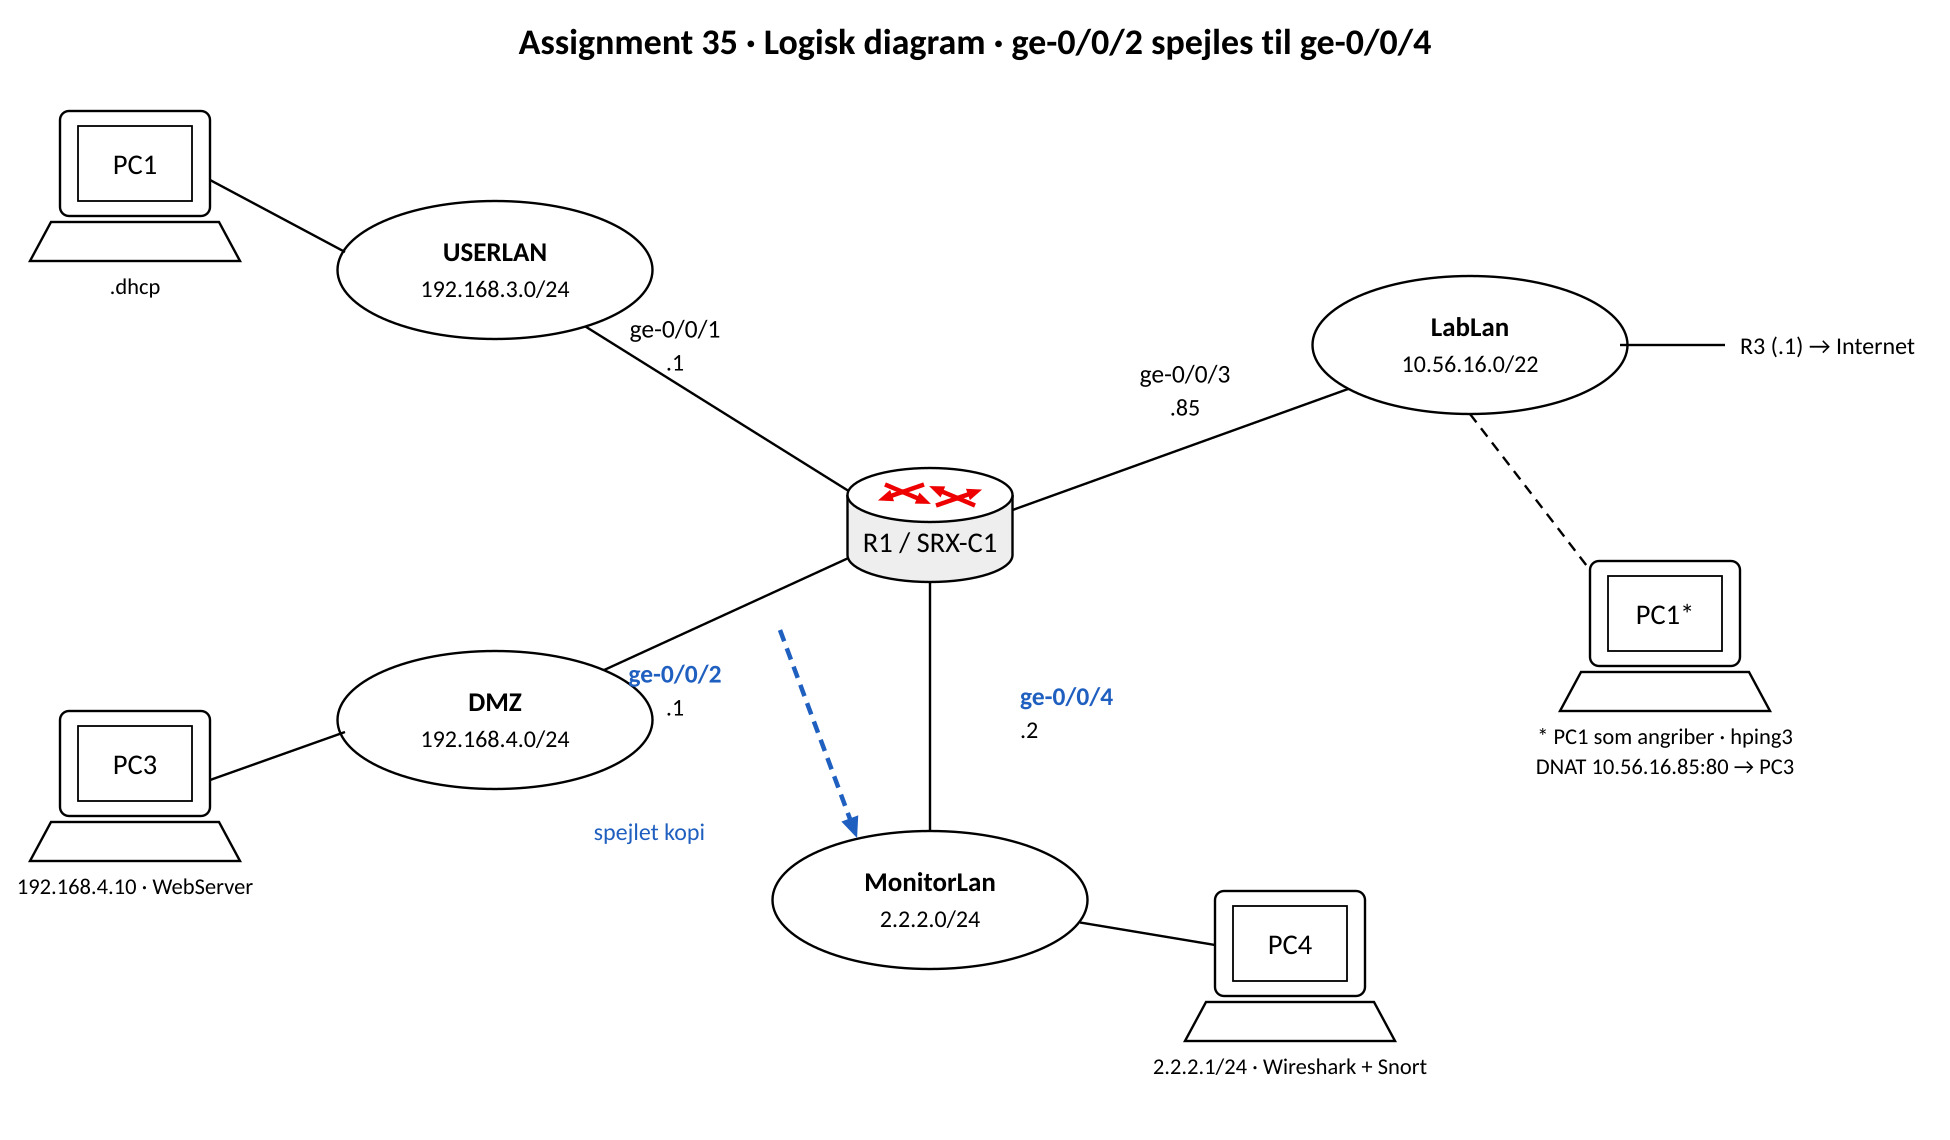 Assignment 35 · Logisk diagram · ge-0/0/2 spejles til ge-0/0/4
PC1
.dhcp
USERLAN
192.168.3.0/24
ge-0/0/1
.1
LabLan
10.56.16.0/22
R3 (.1) → Internet
ge-0/0/3
.85
R1 / SRX-C1
PC1*
* PC1 som angriber · hping3
DNAT 10.56.16.85:80 → PC3
DMZ
192.168.4.0/24
ge-0/0/2
.1
ge-0/0/4
.2
PC3
192.168.4.10 · WebServer
spejlet kopi
MonitorLan
2.2.2.0/24
PC4
2.2.2.1/24 · Wireshark + Snort